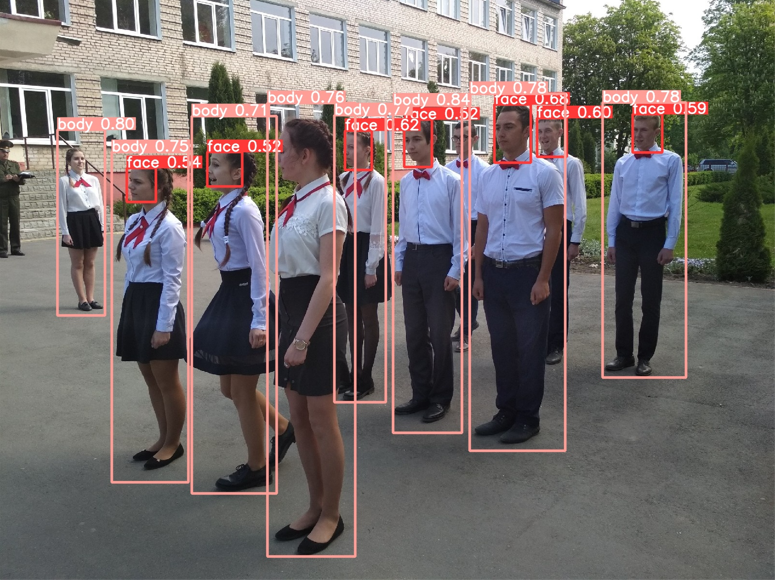 body 0.80
body 0.75
face 0.54
body 0.71
face 0.52
body 0.76
face 0.62
body 0.84
face 0.52
body 0.78
face 0.68
face 0.60
body 0.78
face 0.59